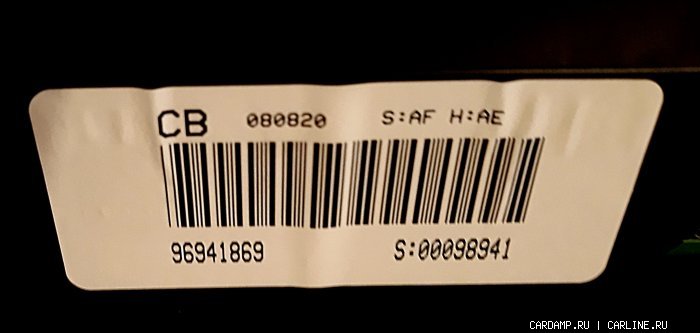 CB 080820 S:AF H:AE
96941869 S:00098941
CARDAMP.RU | CARLINE.RU